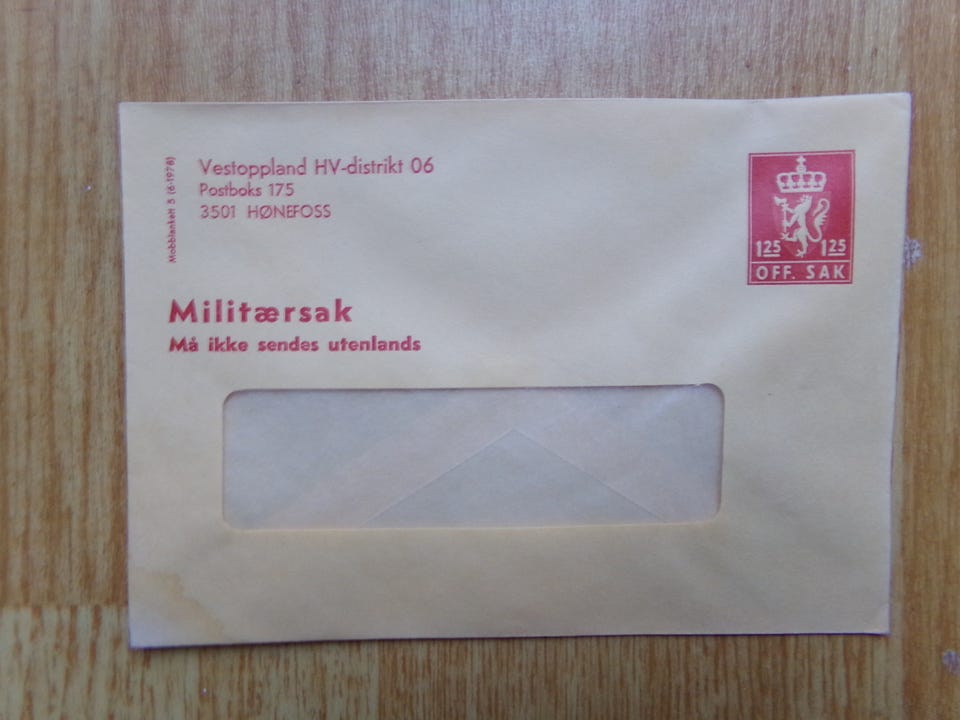 Vestoppland HV-distrikt 06
Postboks 175
3501 HØNEFOSS
Mobblankett 5 (6-1978)
125 125
OFF. SAK
Militærsak
Må ikke sendes utenlands